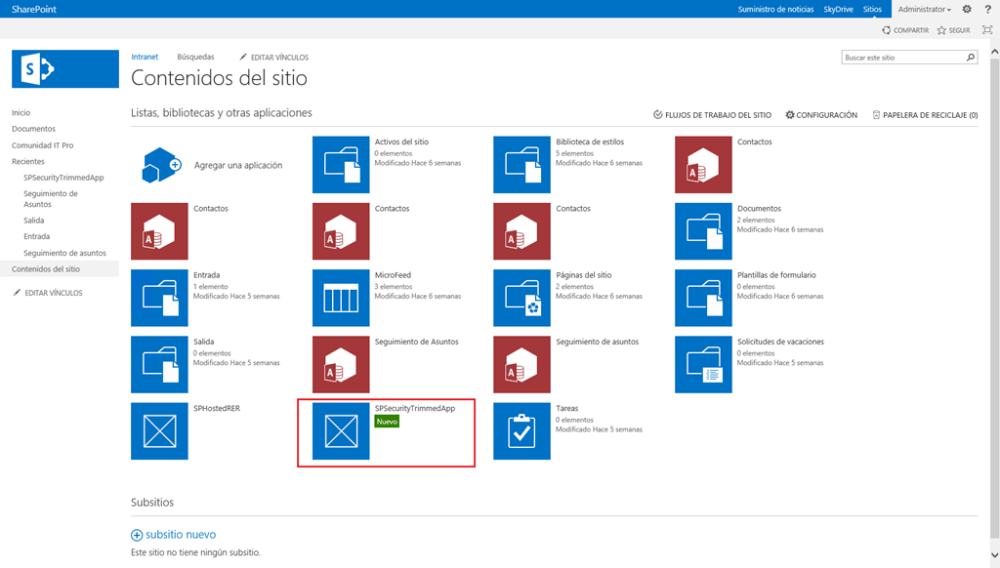 SharePoint
Suministro de noticias SkyDrive Sitios Administrator ?
COMPARTIR SEGUIR
S
Intranet Búsquedas EDITAR VÍNCULOS
Buscar este sitio
Contenidos del sitio
Inicio
Documentos
Comunidad IT Pro
Recientes
SPSecurityTrimmedApp
Seguimiento de
Asuntos
Salida
Entrada
Seguimiento de asuntos
Contenidos del sitio
EDITAR VÍNCULOS
Listas, bibliotecas y otras aplicaciones
FLUJOS DE TRABAJO DEL SITIO CONFIGURACIÓN PAPELERA DE RECICLAJE (0)
Agregar una aplicación
Activos del sitio
0 elementos
Modificado Hace 6 semanas
Biblioteca de estilos
5 elementos
Modificado Hace 6 semanas
A
Contactos
A
Contactos
A
Contactos
A
Contactos
Documentos
2 elementos
Modificado Hace 6 semanas
Entrada
1 elemento
Modificado Hace 5 semanas
MicroFeed
3 elementos
Modificado Hace 6 semanas
Páginas del sitio
2 elementos
Modificado Hace 6 semanas
Plantillas de formulario
0 elementos
Modificado Hace 6 semanas
Salida
0 elementos
Modificado Hace 5 semanas
A
Seguimiento de Asuntos
A
Seguimiento de asuntos
Solicitudes de vacaciones
0 elementos
Modificado Hace 5 semanas
SPHostedRER
SPSecurityTrimmedApp
Nuevo
Tareas
0 elementos
Modificado Hace 5 semanas
Subsitios
subsitio nuevo
Este sitio no tiene ningún subsitio.